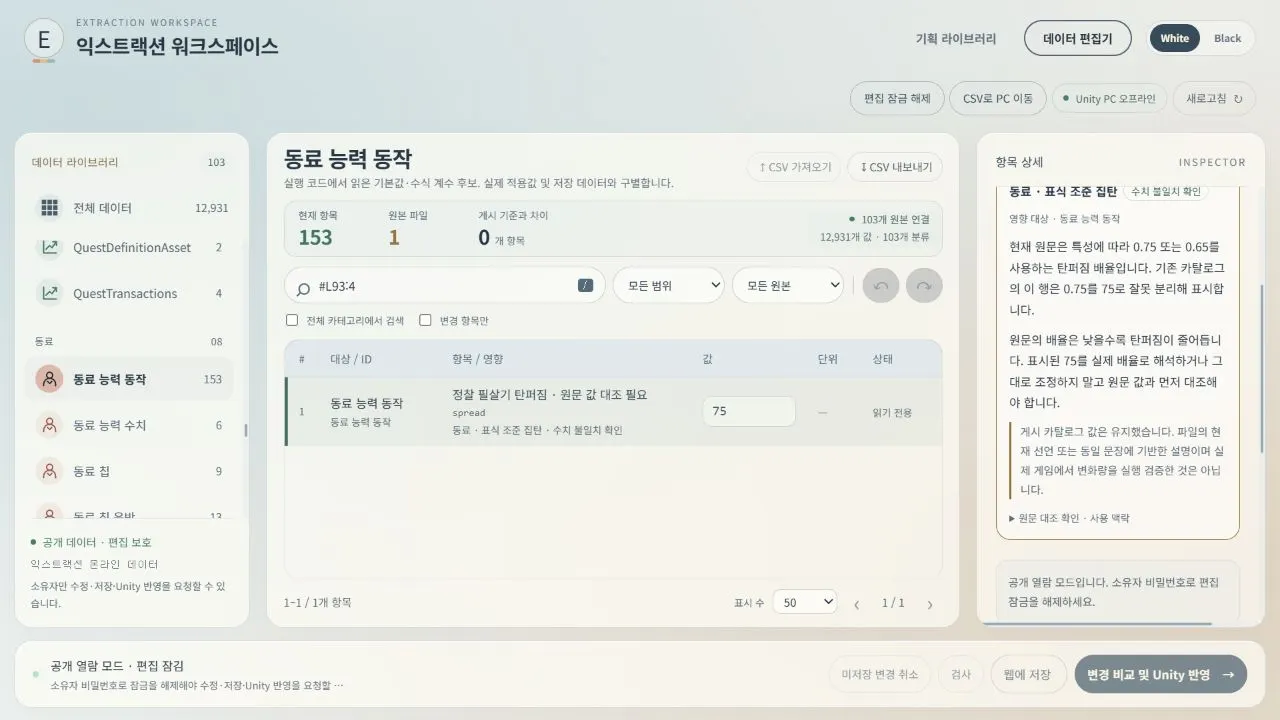 E
EXTRACTION WORKSPACE
익스트랙션 워크스페이스
기획 라이브러리
데이터 편집기
White
Black
편집 잠금 해제
CSV로 PC 이동
Unity PC 오프라인
새로고침 ↻
데이터 라이브러리 103
전체 데이터 12,931
QuestDefinitionAsset 2
QuestTransactions 4
동료 08
동료 능력 동작 153
동료 능력 수치 6
동료 칩 9
공개 데이터 · 편집 보호
익스트랙션 온라인 데이터
소유자만 수정·저장·Unity 반영을 요청할 수 있
습니다.
동료 능력 동작
실행 코드에서 읽은 기본값·수식 계수 후보. 실제 적용값 및 저장 데이터와 구별합니다.
↥ CSV 가져오기
↧ CSV 내보내기
현재 항목 원본 파일 게시 기준과 차이
153 1 0 개 항목
103개 원본 연결
12,931개 값 · 103개 분류
#L93:4 /
모든 범위
모든 원본
전체 카테고리에서 검색 변경 항목만
# 대상 / ID 항목 / 영향 값 단위 상태
1
동료 능력 동작
동료 능력 동작
정찰 필살기 탄퍼짐 · 원문 값 대조 필요
spread
동료 · 표식 조준 집탄 · 수치 불일치 확인
75
—
읽기 전용
1–1 / 1개 항목
표시 수 50 ‹ 1 / 1 ›
항목 상세 INSPECTOR
동료 · 표식 조준 집탄 수치 불일치 확인
영향 대상 · 동료 능력 동작
현재 원문은 특성에 따라 0.75 또는 0.65를
사용하는 탄퍼짐 배율입니다. 기존 카탈로그
의 이 행은 0.75를 75로 잘못 분리해 표시합
니다.
원문의 배율은 낮을수록 탄퍼짐이 줄어듭니
다. 표시된 75를 실제 배율로 해석하거나 그
대로 조정하지 말고 원문 값과 먼저 대조해
야 합니다.
게시 카탈로그 값은 유지했습니다. 파일의 현
재 선언 또는 동일 문장에 기반한 설명이며 실
제 게임에서 변화량을 실행 검증한 것은 아닙
니다.
▶ 원문 대조 확인 · 사용 맥락
공개 열람 모드입니다. 소유자 비밀번호로 편집
잠금을 해제하세요.
공개 열람 모드 · 편집 잠김
소유자 비밀번호로 잠금을 해제해야 수정·저장·Unity 반영을 요청할 …
미저장 변경 취소
검사
웹에 저장
변경 비교 및 Unity 반영 →